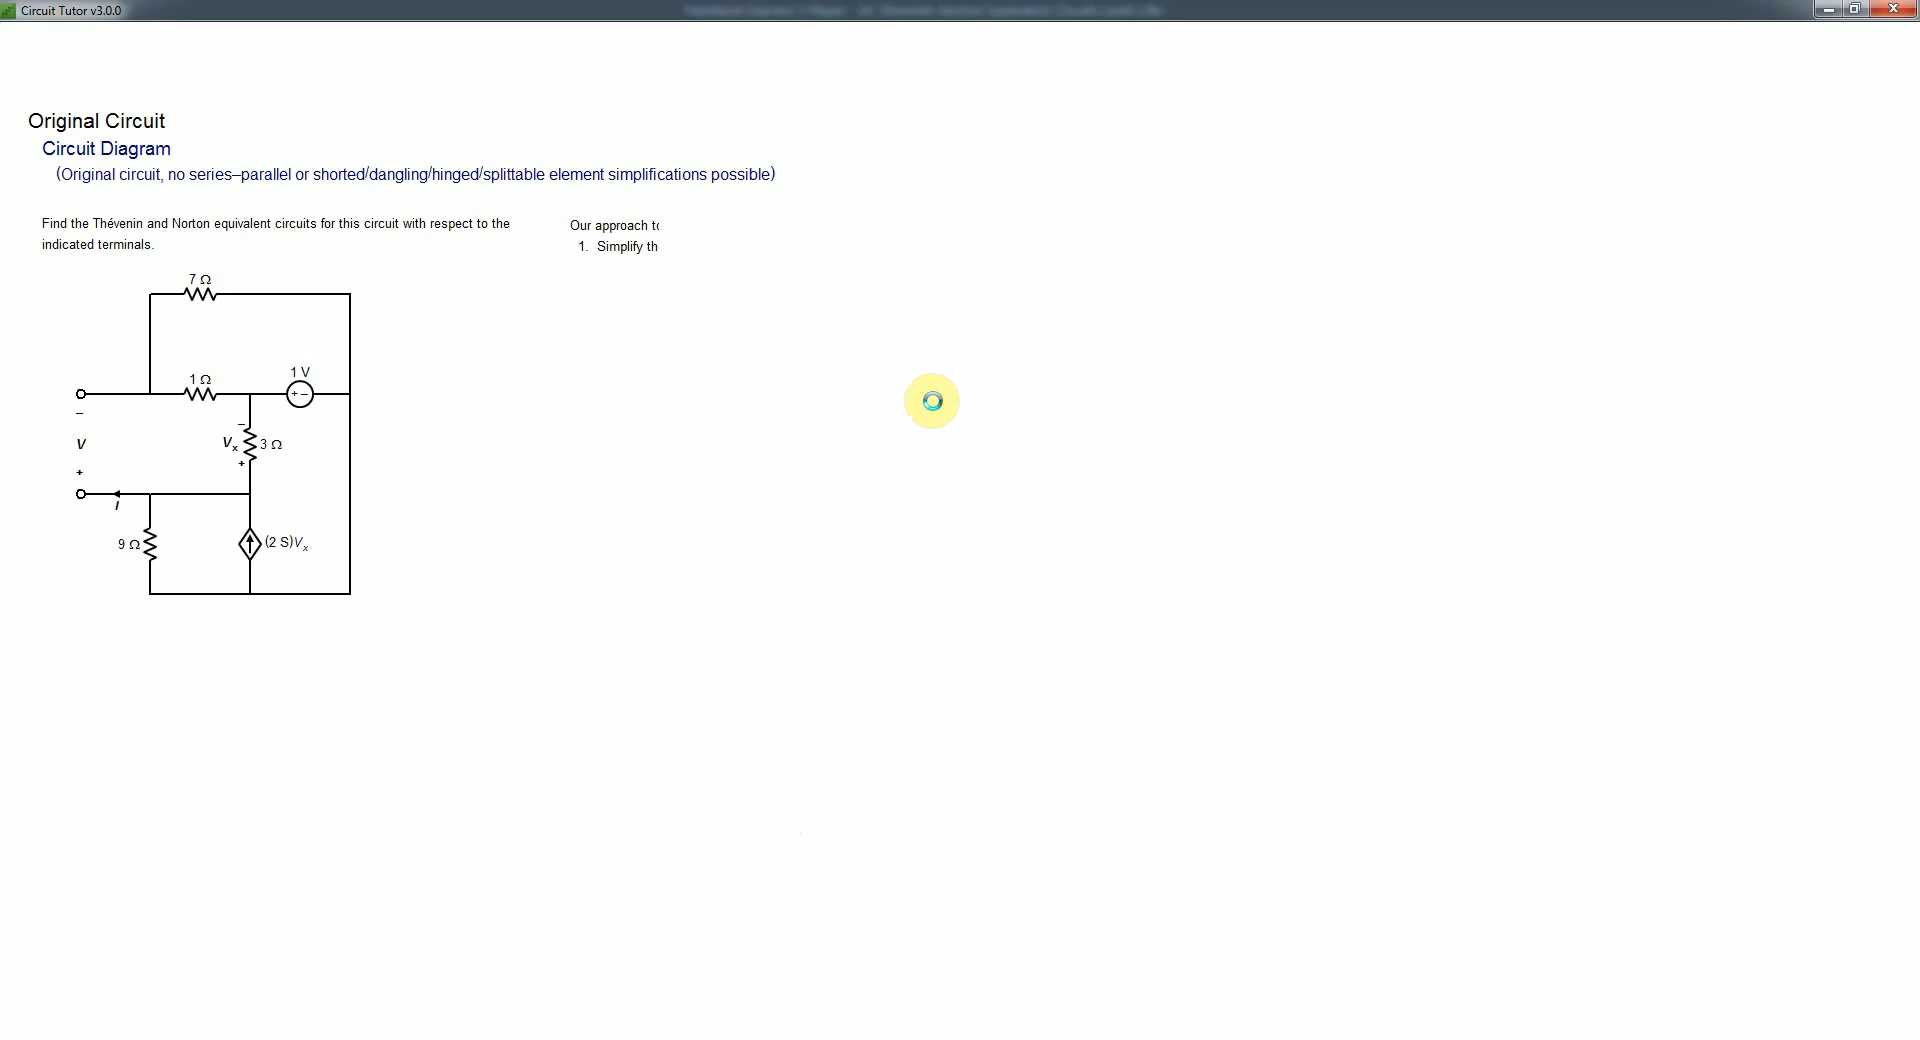 Circuit Tutor v3.0.0
Original Circuit
Circuit Diagram
(Original circuit, no series–parallel or shorted/dangling/hinged/splittable element simplifications possible)
Find the Thévenin and Norton equivalent circuits for this circuit with respect to the
indicated terminals.
Our approach to
1. Simplify th
7 Ω
1 Ω
1 V
+ −
−
V
+
−
Vx
+
3 Ω
I
9 Ω
(2 S)Vx